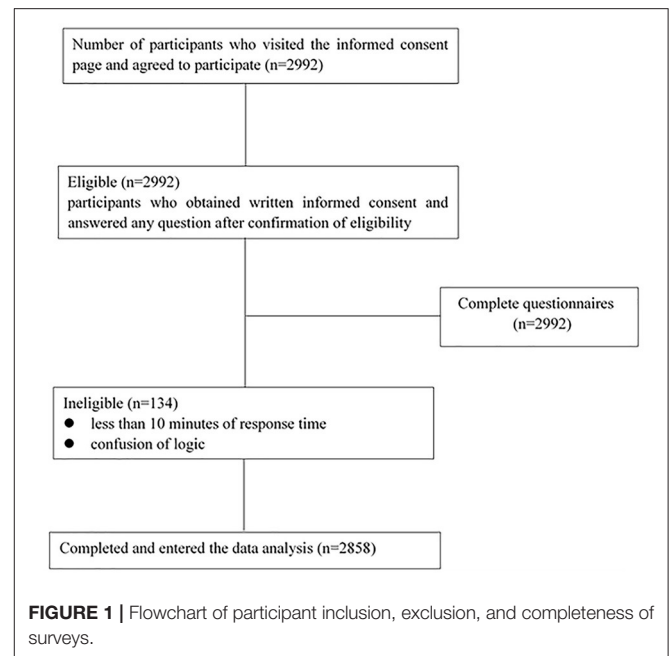 Number of participants who visited the informed consent
page and agreed to participate (n=2992)
Eligible (n=2992)
participants who obtained written informed consent and
answered any question after confirmation of eligibility
Complete questionnaires
(n=2992)
Ineligible (n=134)
● less than 10 minutes of response time
● confusion of logic
Completed and entered the data analysis (n=2858)
FIGURE 1 | Flowchart of participant inclusion, exclusion, and completeness of
surveys.